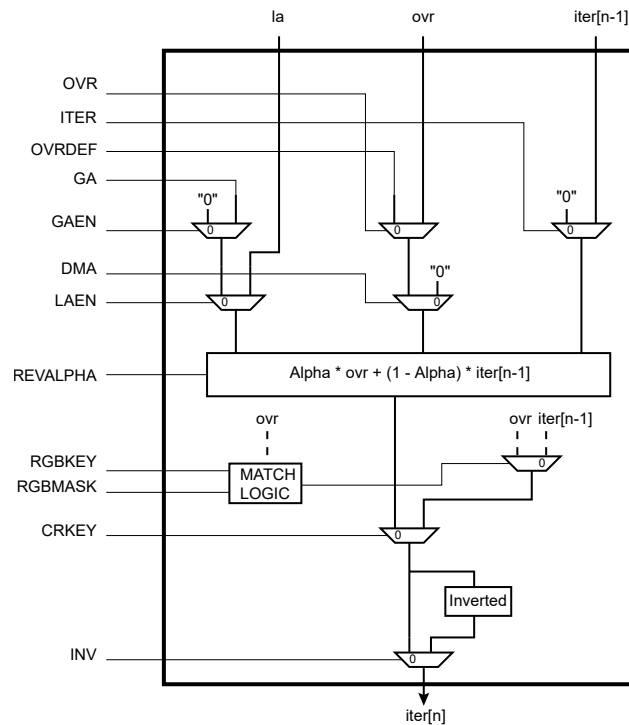 la
ovr
iter[n-1]
OVR
ITER
OVRDEF
GA
"0"
"0"
GAEN
0
0
0
DMA
"0"
LAEN
0
0
REVALPHA
Alpha * ovr + (1 - Alpha) * iter[n-1]
ovr
ovr
iter[n-1]
RGBKEY
MATCH
LOGIC
0
RGBMASK
CRKEY
0
Inverted
INV
0
iter[n]